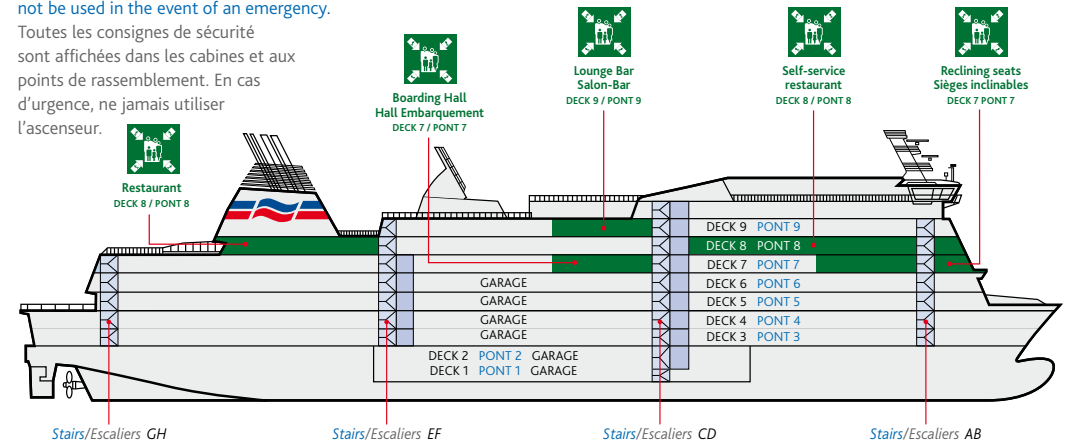 not be used in the event of an emergency.
Toutes les consignes de sécurité
sont affichées dans les cabines et aux
points de rassemblement. En cas
d'urgence, ne jamais utiliser
l'ascenseur.
Restaurant
DECK 8 / PONT 8
Boarding Hall
Hall Embarquement
DECK 7 / PONT 7
Lounge Bar
Salon-Bar
DECK 9 / PONT 9
Self-service
restaurant
DECK 8 / PONT 8
Reclining seats
Sièges inclinables
DECK 7 PONT 7
DECK 9 PONT 9
DECK 8 PONT 8
DECK 7 PONT 7
GARAGE DECK 6 PONT 6
GARAGE DECK 5 PONT 5
GARAGE DECK 4 PONT 4
GARAGE DECK 3 PONT 3
DECK 2 PONT 2 GARAGE
DECK 1 PONT 1 GARAGE
Stairs/Escaliers GH
Stairs/Escaliers EF
Stairs/Escaliers CD
Stairs/Escaliers AB